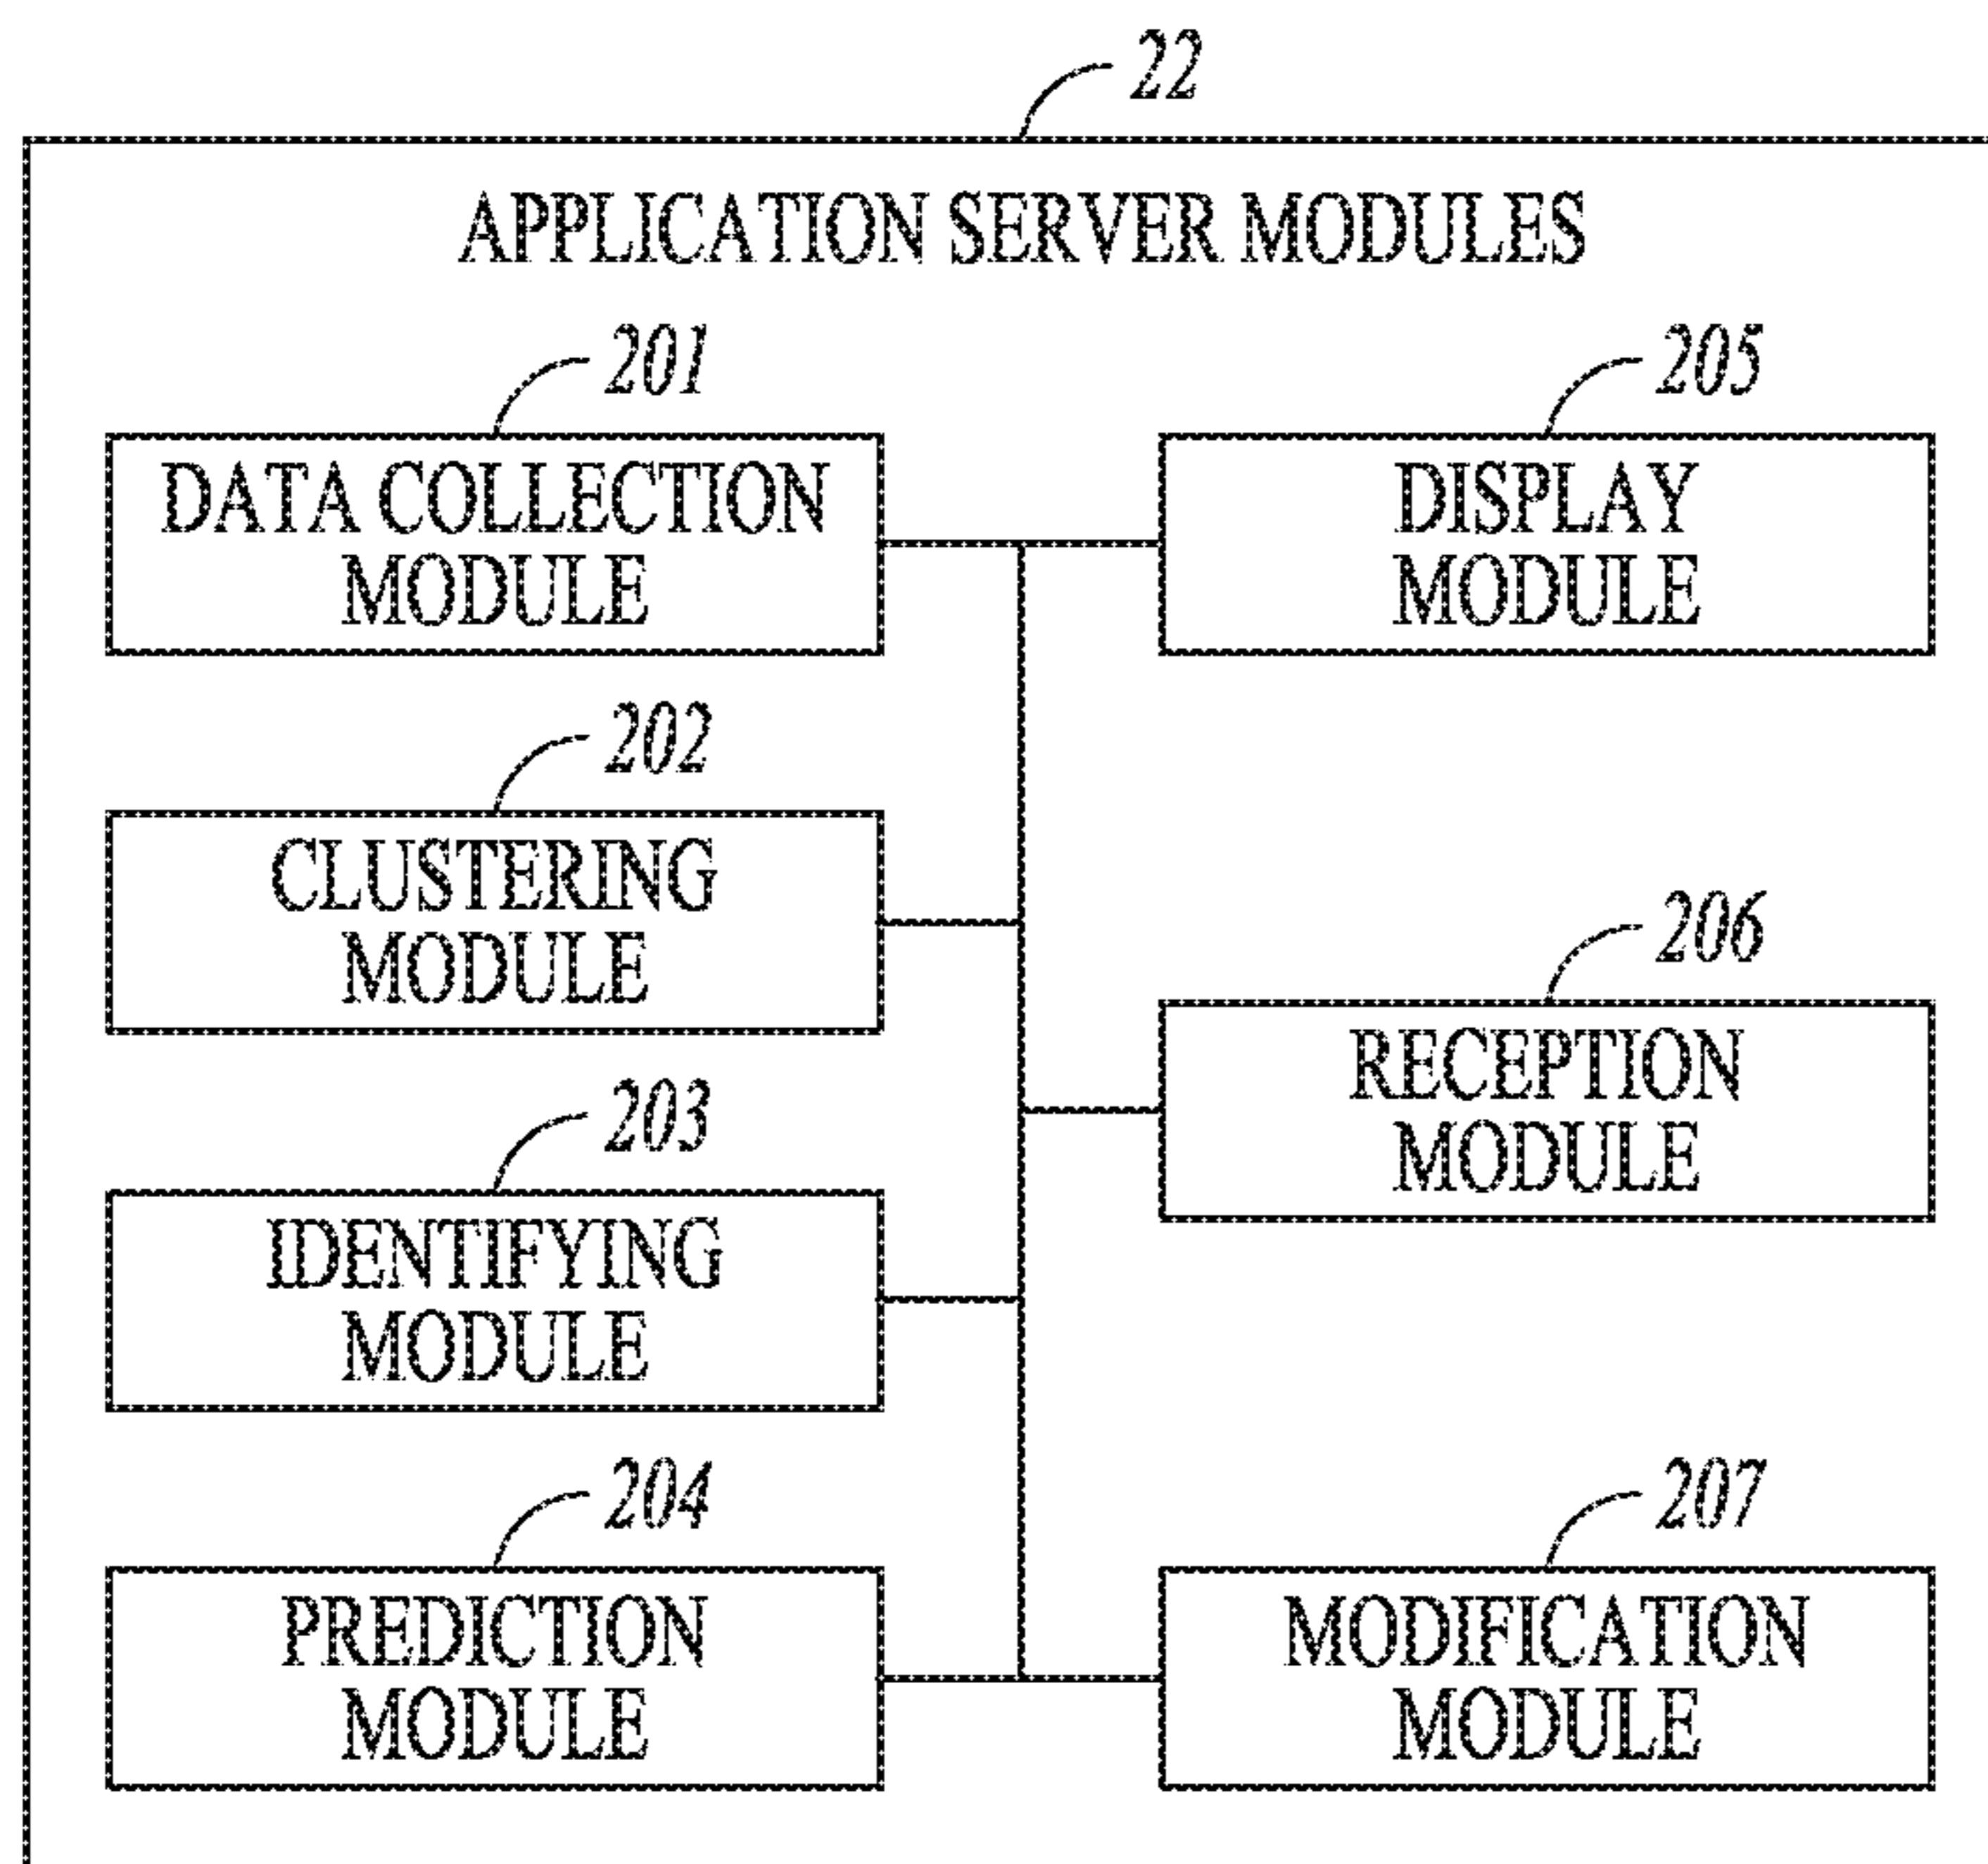 22
APPLICATION SERVER MODULES
201
DATA COLLECTION
MODULE
205
DISPLAY
MODULE
202
CLUSTERING
MODULE
206
RECEPTION
MODULE
203
IDENTIFYING
MODULE
204
PREDICTION
MODULE
207
MODIFICATION
MODULE